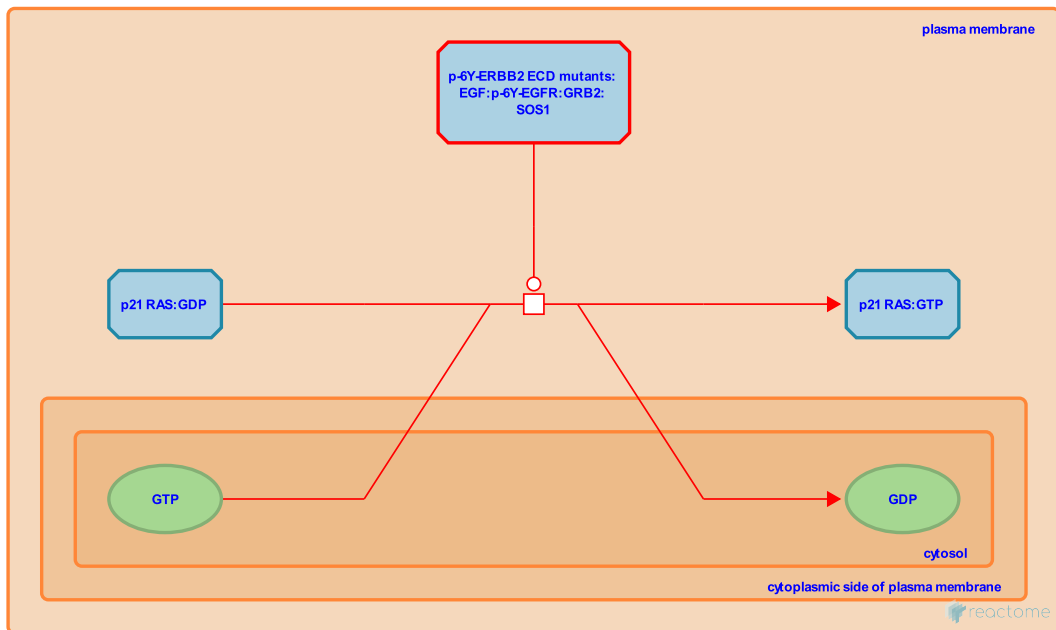 plasma membrane
p-6Y-ERBB2 ECD mutants:
EGF:p-6Y-EGFR:GRB2:
SOS1
p21 RAS:GDP
p21 RAS:GTP
GTP
GDP
cytosol
cytoplasmic side of plasma membrane
reactome